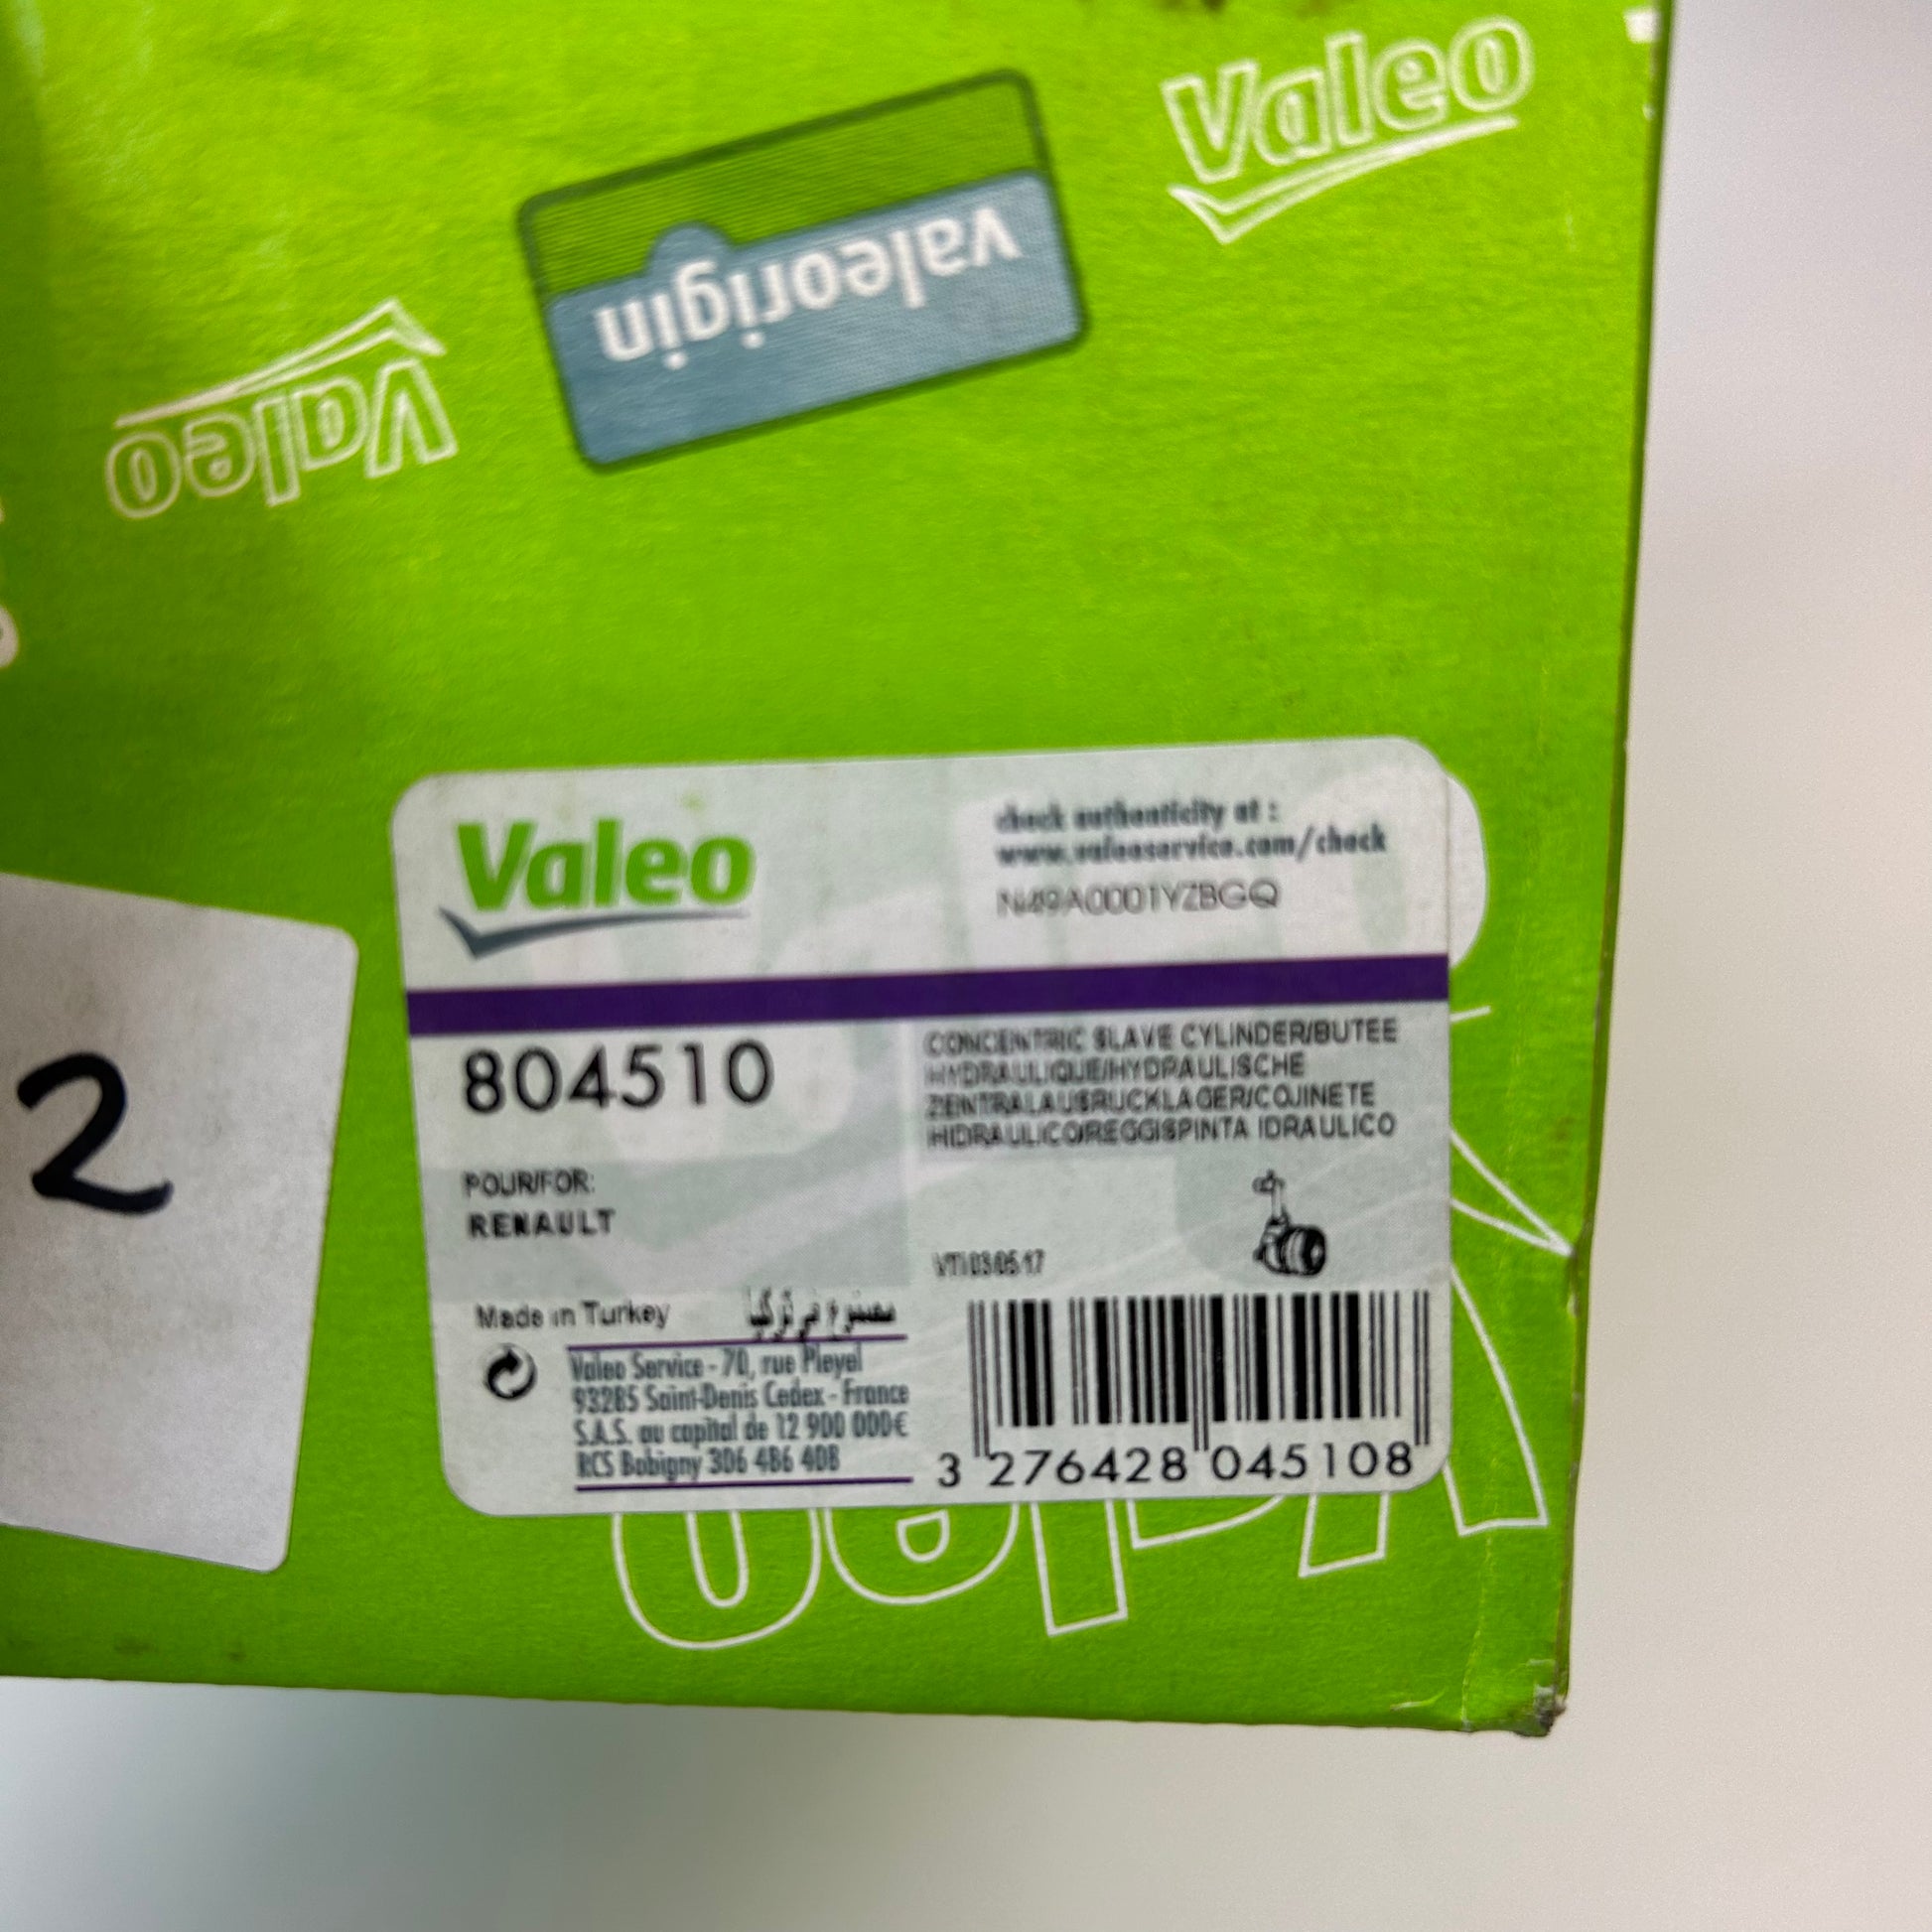 Valeo
valeorigin
Valeo
Valeo
check authenticity at :
www.valeoservice.com/check
N49A0001YZBGQ
804510
CONCENTRIC SLAVE CYLINDER/BUTEE
HYDRAULIQUE/HYDRAULISCHE
ZENTRALAUSRUCKLAGER/COJINETE
HIDRAULICO/REGGISPINTA IDRAULICO
POUR/FOR:
RENAULT
VTI 03 05 17
Made in Turkey مصنوع في تركيا
Valeo Service - 70, rue Pleyel
93285 Saint-Denis Cedex - France
S.A.S. au capital de 12 900 000€
RCS Bobigny 306 486 408
3 276428 045108
2
Valeo